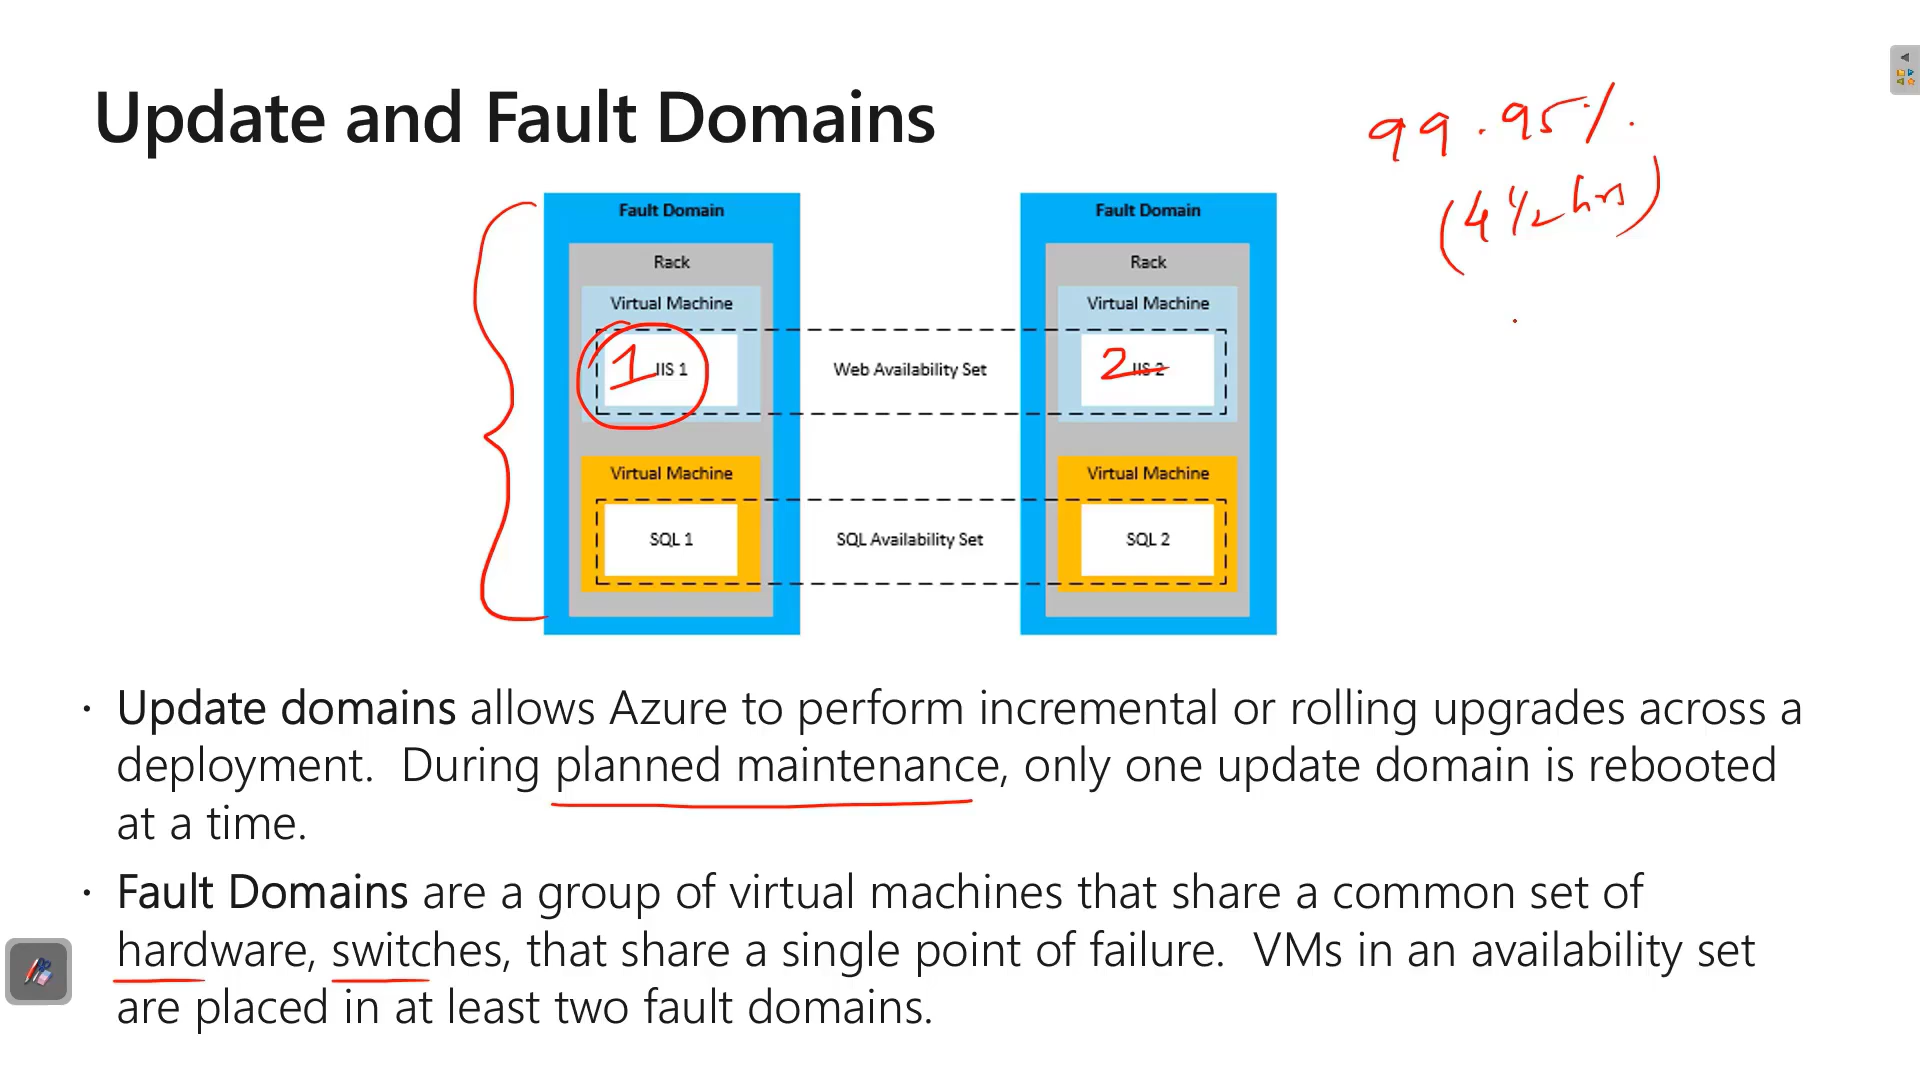 Update and Fault Domains
99.95%.
(4 1/2 hrs)
Fault Domain
Rack
Virtual Machine
1 IIS 1
Virtual Machine
SQL 1
Web Availability Set
SQL Availability Set
Fault Domain
Rack
Virtual Machine
2 IIS 2
Virtual Machine
SQL 2
· Update domains allows Azure to perform incremental or rolling upgrades across a
deployment. During planned maintenance, only one update domain is rebooted
at a time.
· Fault Domains are a group of virtual machines that share a common set of
hardware, switches, that share a single point of failure. VMs in an availability set
are placed in at least two fault domains.